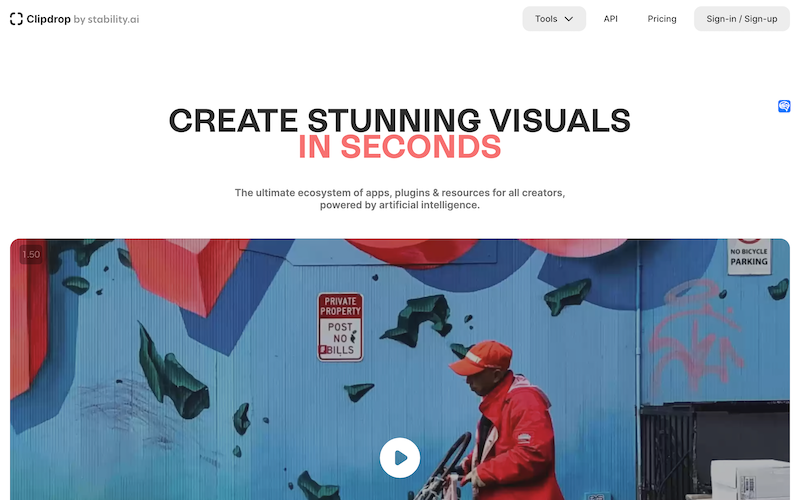 Clipdrop by stability.ai
Tools
API
Pricing
Sign-in / Sign-up
CREATE STUNNING VISUALS
IN SECONDS
The ultimate ecosystem of apps, plugins & resources for all creators,
powered by artificial intelligence.
1.50
NO BICYCLE
PARKING
PRIVATE
PROPERTY
POST
NO
BILLS